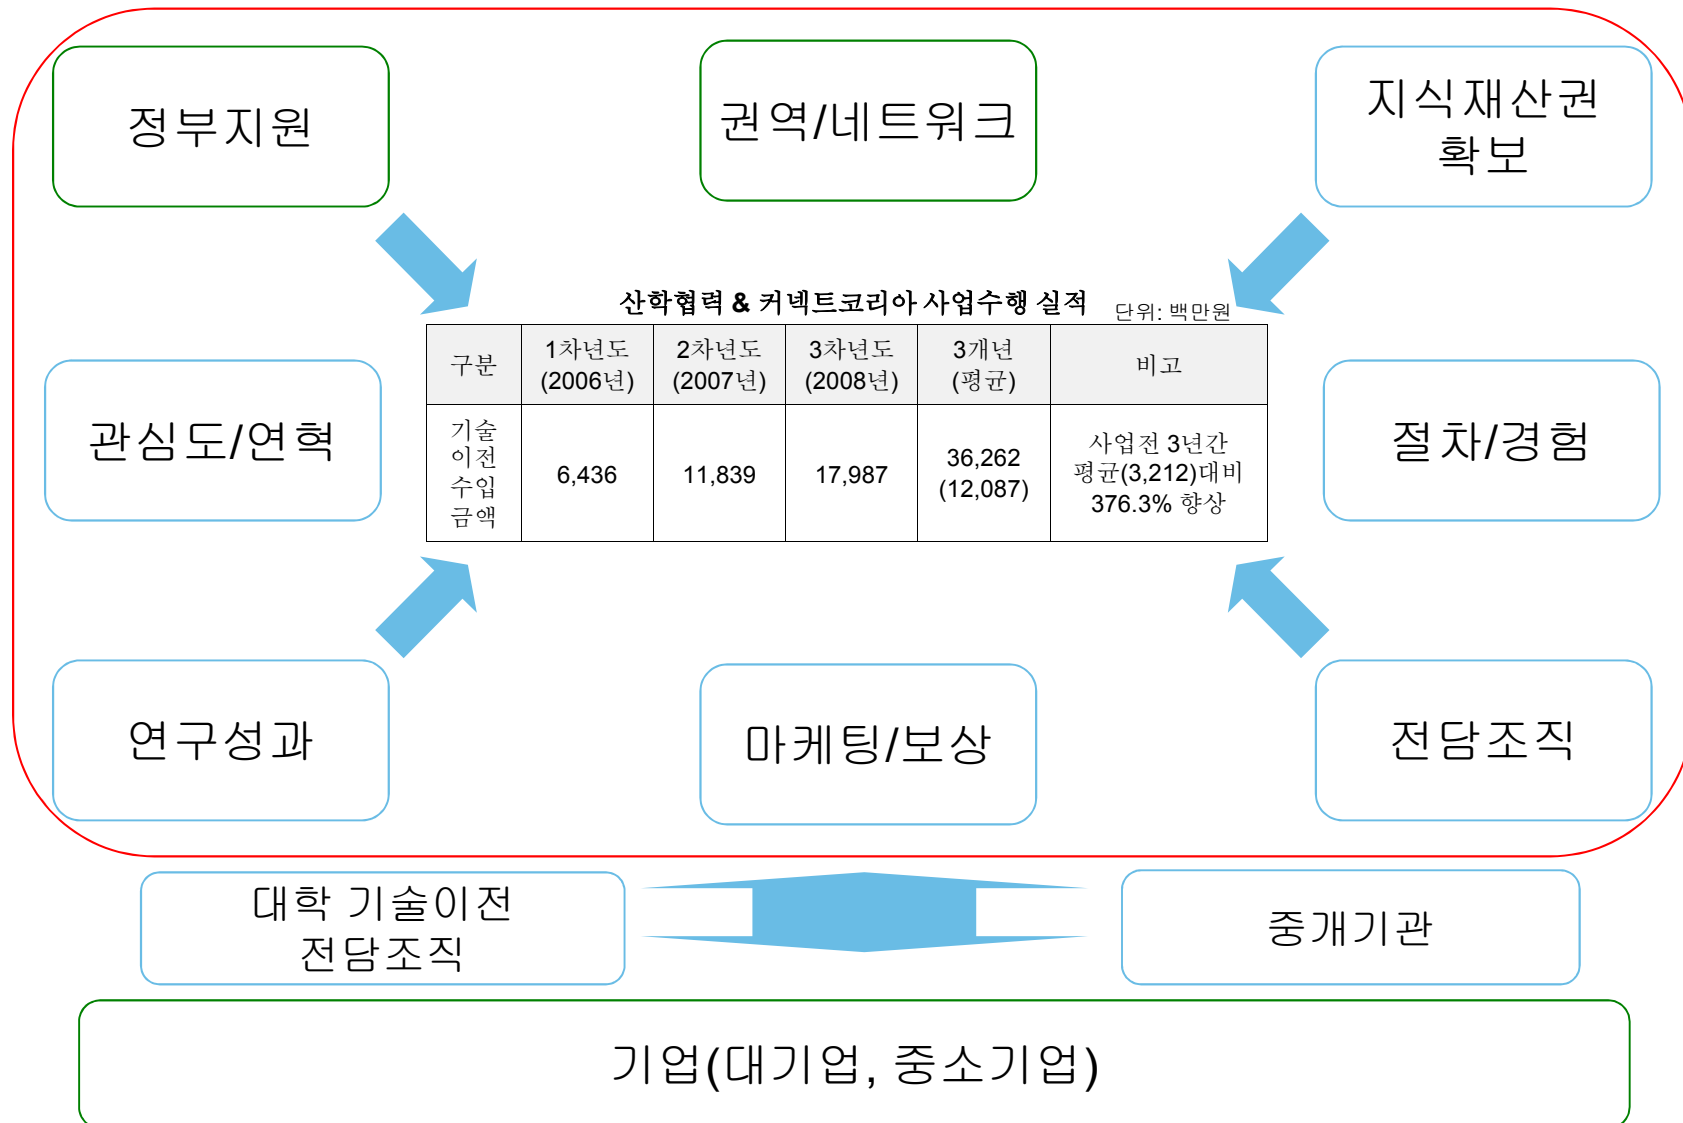 정부지원
권역/네트워크
지식재산권
확보
산학협력 & 커넥트코리아 사업수행 실적
단위: 백만원
구분
1차년도
(2006년)
2차년도
(2007년)
3차년도
(2008년)
3개년
(평균)
비고
기술
이전
수입
금액
6,436
11,839
17,987
36,262
(12,087)
사업전 3년간
평균(3,212)대비
376.3% 향상
관심도/연혁
절차/경험
연구성과
마케팅/보상
전담조직
대학 기술이전
전담조직
중개기관
기업(대기업, 중소기업)